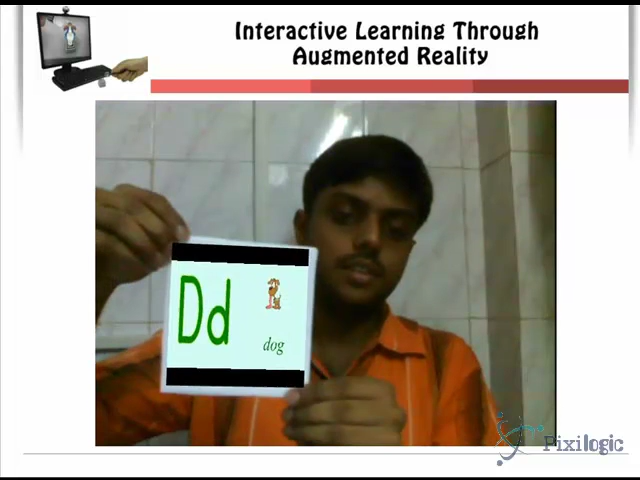 Interactive Learning Through
Augmented Reality
Dd
dog
Pixilogic